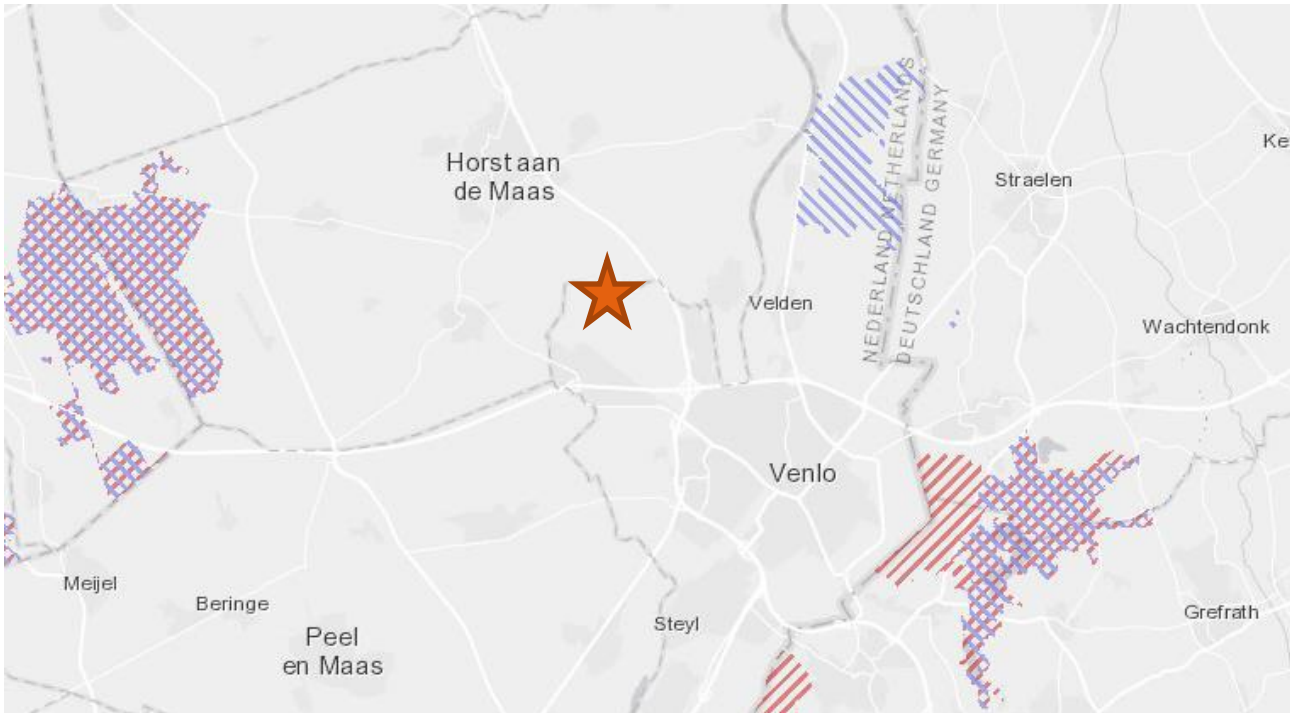 Horst aan
de Maas
NEDERLAND NETHERLANDS
DEUTSCHLAND GERMANY
Straelen
Ke
Velden
Wachtendonk
Venlo
Meijel
Beringe
Peel
en Maas
Steyl
Grefrath